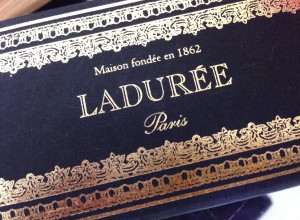 Maison fondée en 1862
LADURÉE
Paris